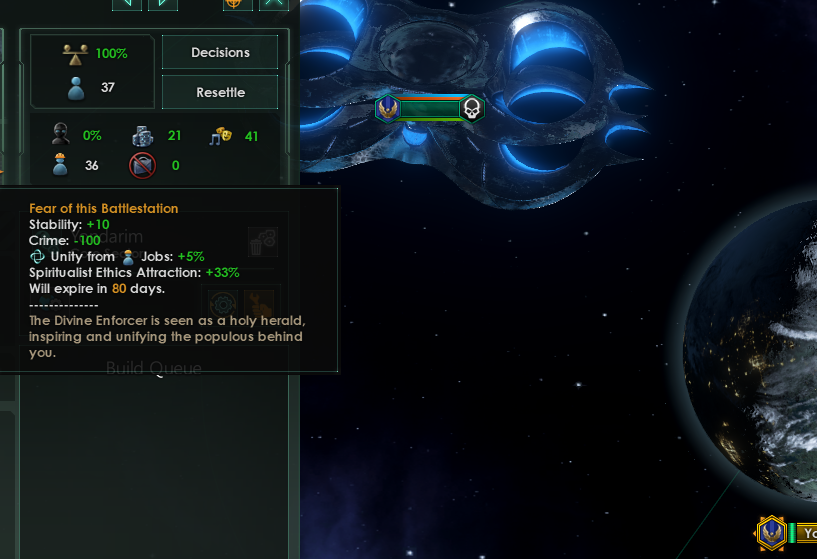 100%
Decisions
37
Resettle
0%
21
41
36
0
Fear of this Battlestation
Stability: +10
Crime: -100
Unity from Jobs: +5%
Spiritualist Ethics Attraction: +33%
Will expire in 80 days.
--------------
The Divine Enforcer is seen as a holy herald,
inspiring and unifying the populous behind
you.
Build Queue